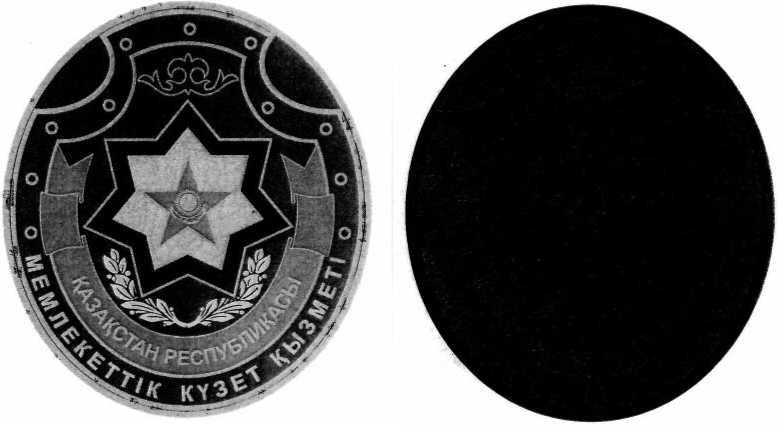 ҚАЗАҚСТАН РЕСПУБЛИКАСЫ
МЕМЛЕКЕТТІК КҮЗЕТ ҚЫЗМЕТІ